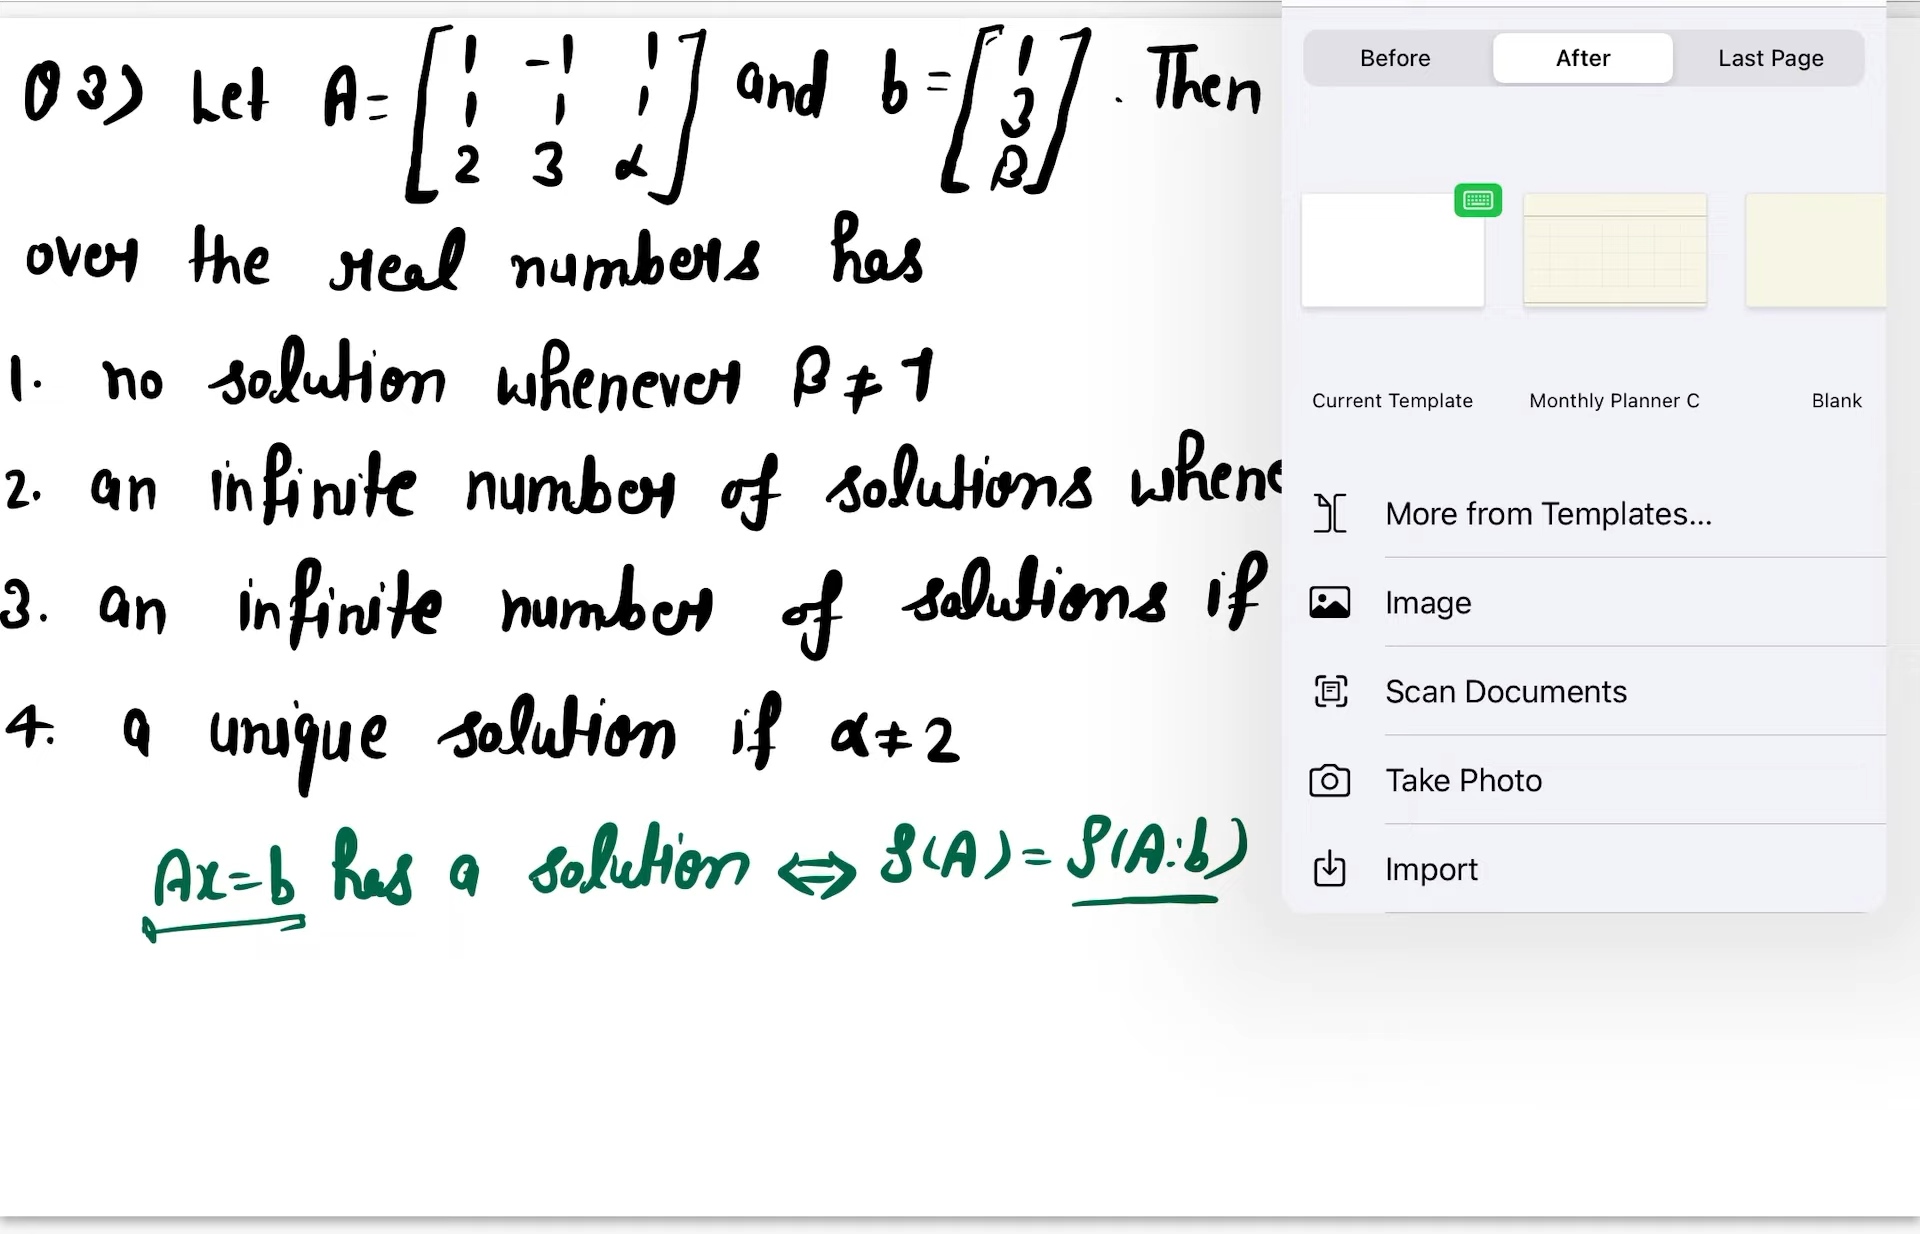 Q3) Let A= [1 -1 1 1 1 1 2 3 α] and b= [1 3 β]. Then
over the real numbers has
1. no solution whenever β ≠ 7
2. an infinite number of solutions whene
3. an infinite number of solutions if
4. a unique solution if α ≠ 2
Ax=b has a solution ⇔ ρ(A) = ρ(A:b)
Before After Last Page
Current Template Monthly Planner C Blank
More from Templates...
Image
Scan Documents
Take Photo
Import